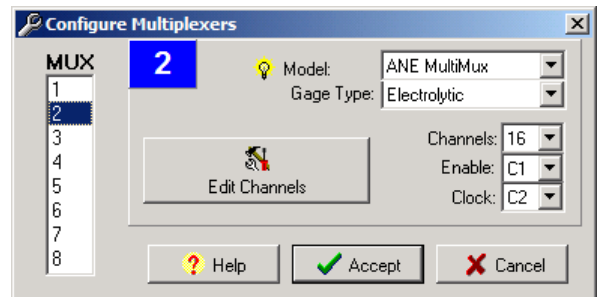 Configure Multiplexers
MUX
1
2
3
4
5
6
7
8
2
Model: ANE MultiMux
Gage Type: Electrolytic
Edit Channels
Channels: 16
Enable: C1
Clock: C2
? Help
Accept
Cancel